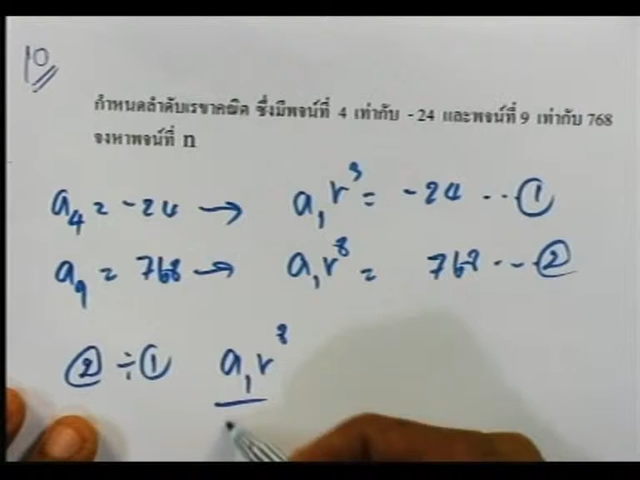 10
กำหนดลำดับเรขาคณิต ซึ่งมีพจน์ที่ 4 เท่ากับ - 24 และพจน์ที่ 9 เท่ากับ 768
จงหาพจน์ที่ n
a₄ = -24 → a₁r³ = -24 -- ①
a₉ = 768 → a₁r⁸ = 768 -- ②
② ÷ ① a₁r⁸